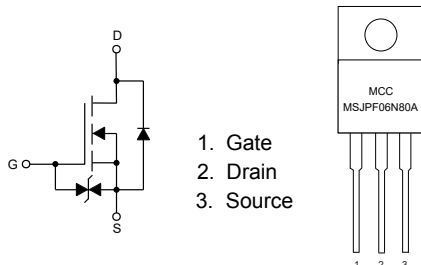 D
G
S
1. Gate
2. Drain
3. Source
MCC
MSJPF06N80A
1 2 3